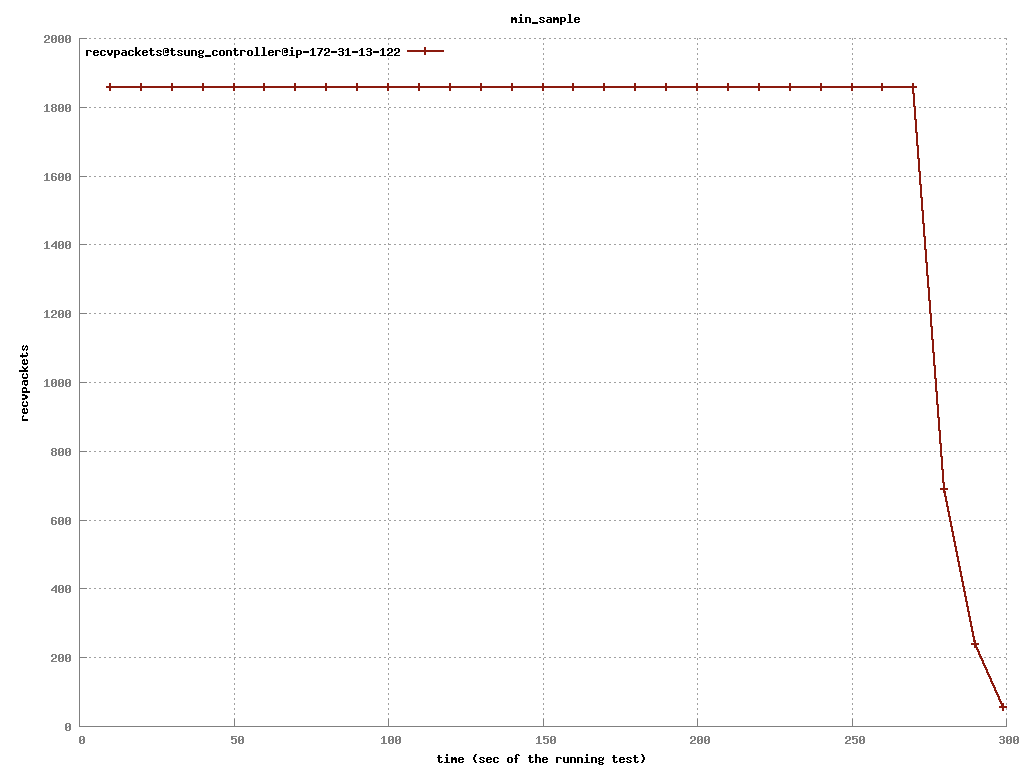 min_sample
recvpackets@tsung_controller@ip-172-31-13-122
2000
1800
1600
1400
1200
1000
800
600
400
200
0
recvpackets
0 50 100 150 200 250 300
time (sec of the running test)